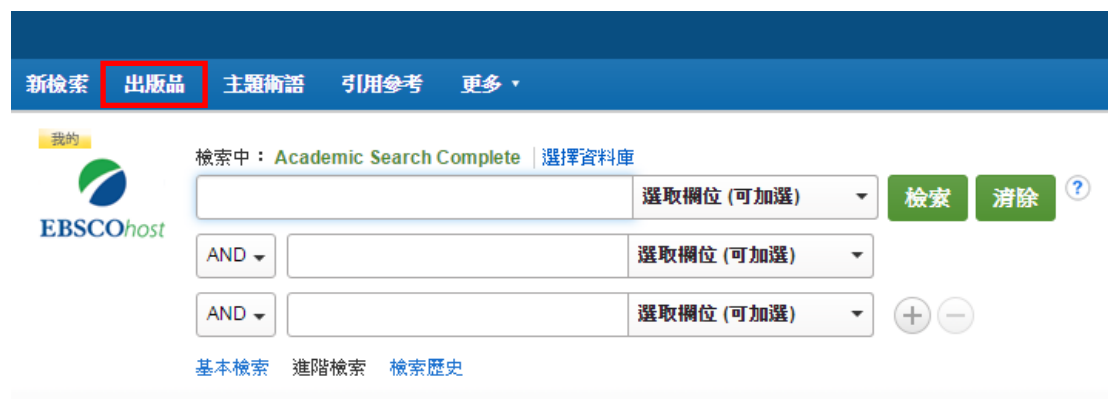 新檢索 出版品 主題術語 引用參考 更多
我的
檢索中： Academic Search Complete 選擇資料庫
選取欄位 (可加選) 檢索 清除 ?
EBSCOhost
AND 選取欄位 (可加選)
AND 選取欄位 (可加選)
基本檢索 進階檢索 檢索歷史